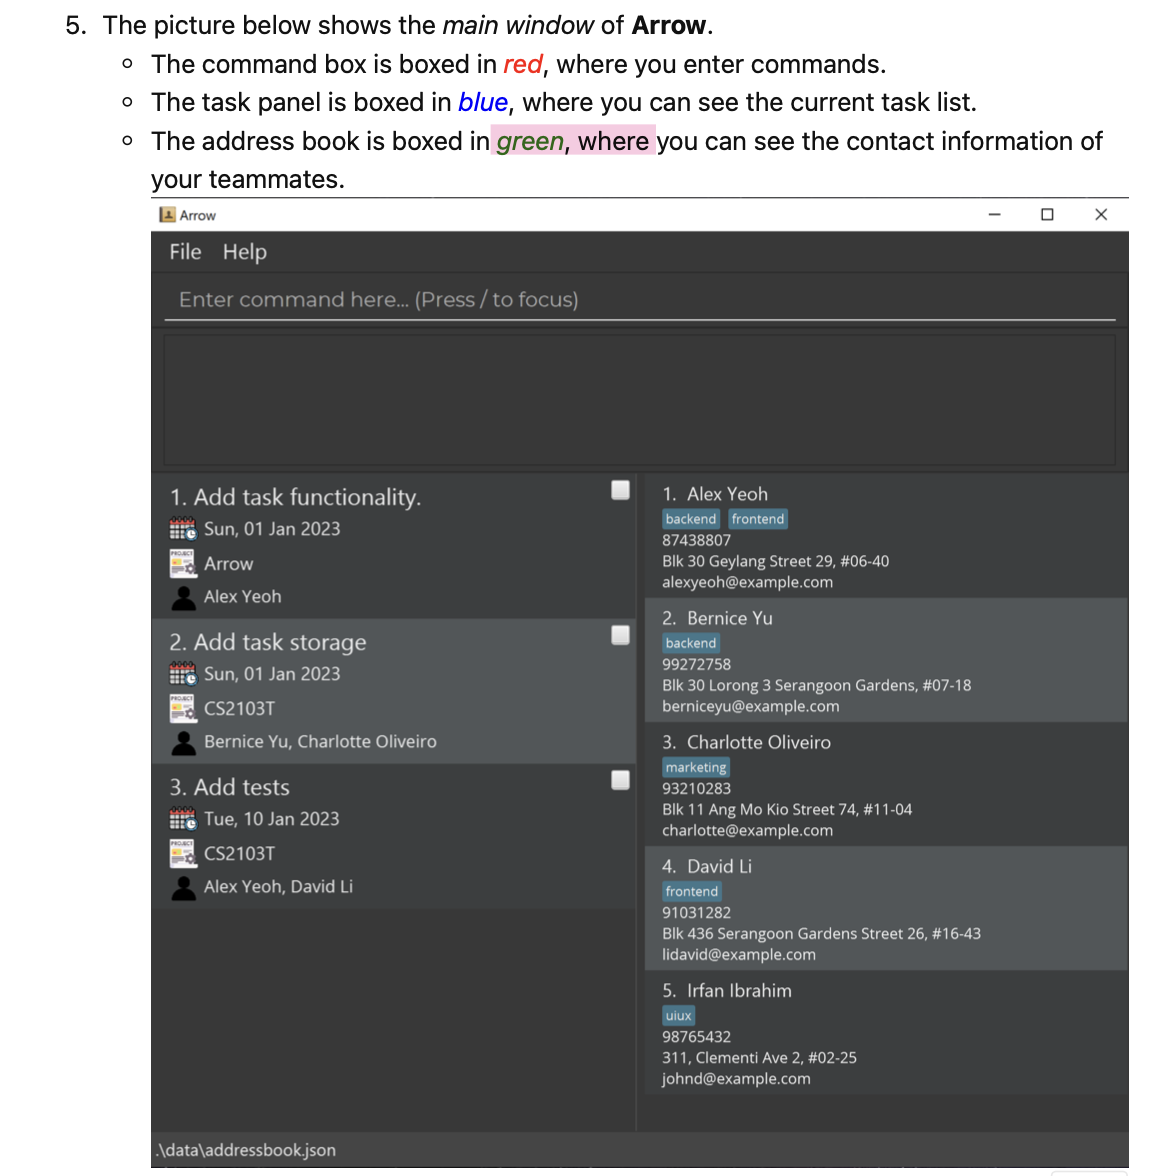 5. The picture below shows the main window of Arrow.
The command box is boxed in red, where you enter commands.
The task panel is boxed in blue, where you can see the current task list.
The address book is boxed in green, where you can see the contact information of
your teammates.
Arrow
File Help
Enter command here... (Press / to focus)
1. Add task functionality.
Sun, 01 Jan 2023
PROJECT
Arrow
Alex Yeoh
2. Add task storage
Sun, 01 Jan 2023
PROJECT
CS2103T
Bernice Yu, Charlotte Oliveiro
3. Add tests
Tue, 10 Jan 2023
PROJECT
CS2103T
Alex Yeoh, David Li
1. Alex Yeoh
backend frontend
87438807
Blk 30 Geylang Street 29, #06-40
alexyeoh@example.com
2. Bernice Yu
backend
99272758
Blk 30 Lorong 3 Serangoon Gardens, #07-18
berniceyu@example.com
3. Charlotte Oliveiro
marketing
93210283
Blk 11 Ang Mo Kio Street 74, #11-04
charlotte@example.com
4. David Li
frontend
91031282
Blk 436 Serangoon Gardens Street 26, #16-43
lidavid@example.com
5. Irfan Ibrahim
uiux
98765432
311, Clementi Ave 2, #02-25
johnd@example.com
.\data\addressbook.json